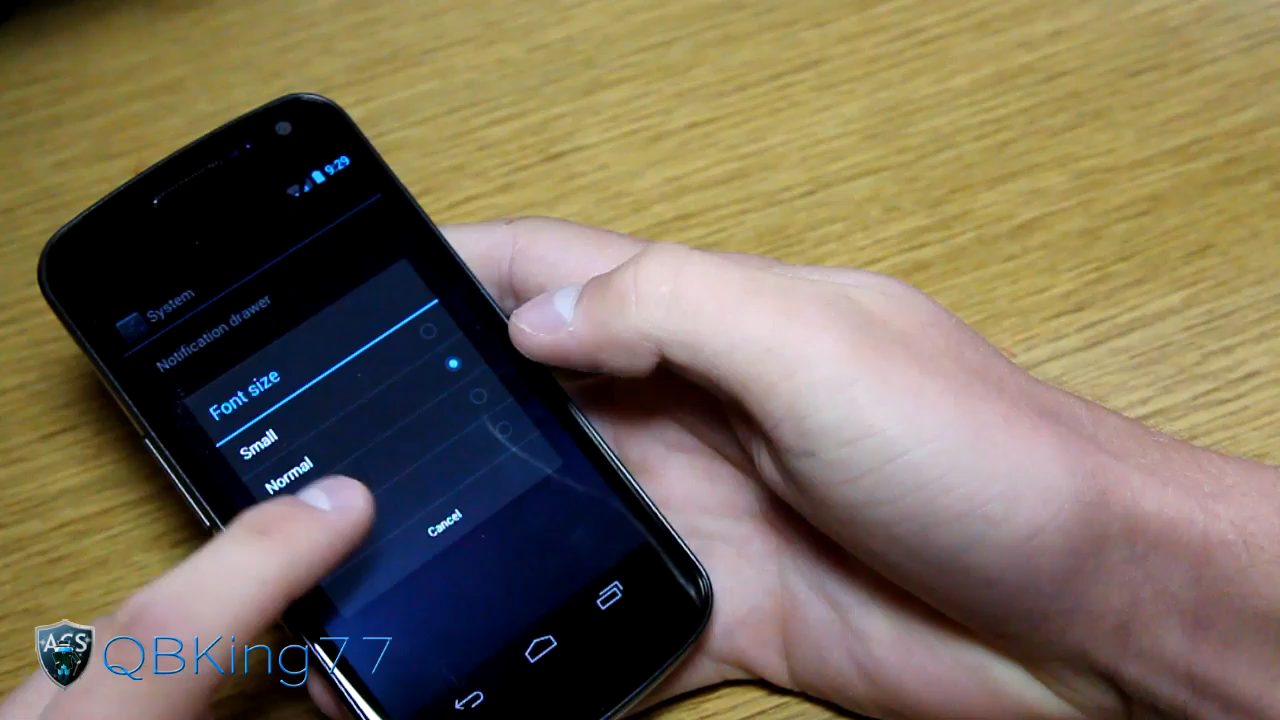 9:29
System
Notification drawer
Font size
Small
Normal
Cancel
ACS
QBKing77